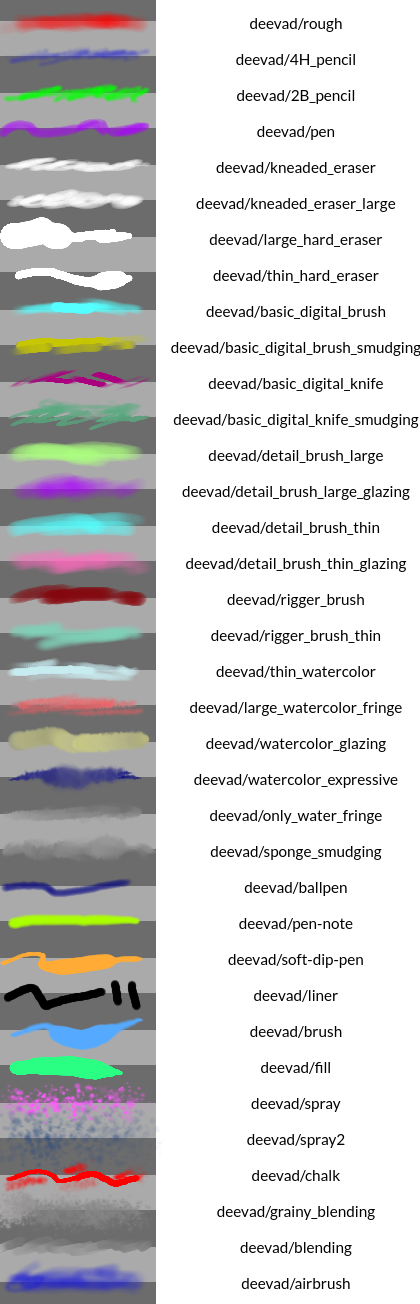 deevad/rough
deevad/4H_pencil
deevad/2B_pencil
deevad/pen
deevad/kneaded_eraser
deevad/kneaded_eraser_large
deevad/large_hard_eraser
deevad/thin_hard_eraser
deevad/basic_digital_brush
deevad/basic_digital_brush_smudging
deevad/basic_digital_knife
deevad/basic_digital_knife_smudging
deevad/detail_brush_large
deevad/detail_brush_large_glazing
deevad/detail_brush_thin
deevad/detail_brush_thin_glazing
deevad/rigger_brush
deevad/rigger_brush_thin
deevad/thin_watercolor
deevad/large_watercolor_fringe
deevad/watercolor_glazing
deevad/watercolor_expressive
deevad/only_water_fringe
deevad/sponge_smudging
deevad/ballpen
deevad/pen-note
deevad/soft-dip-pen
deevad/liner
deevad/brush
deevad/fill
deevad/spray
deevad/spray2
deevad/chalk
deevad/grainy_blending
deevad/blending
deevad/airbrush